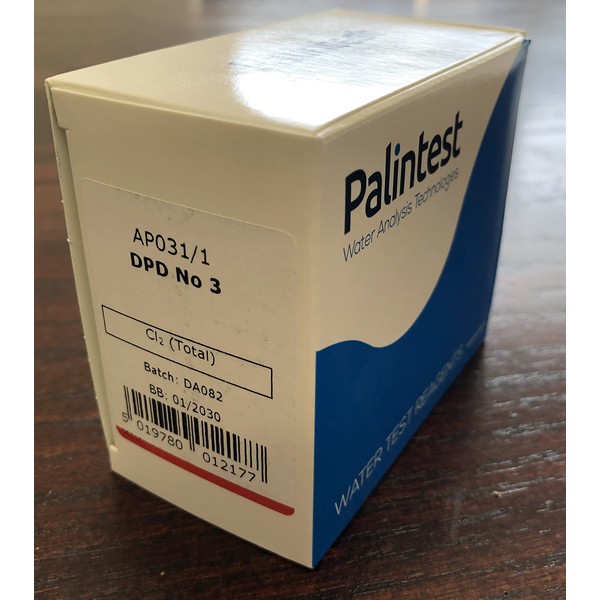 AP031/1
DPD No 3
Cl₂ (Total)
Batch: DA082
BB: 01/2030
5 019780 012177
Palintest
Water Analysis Technologies
WATER TEST REAGENTS